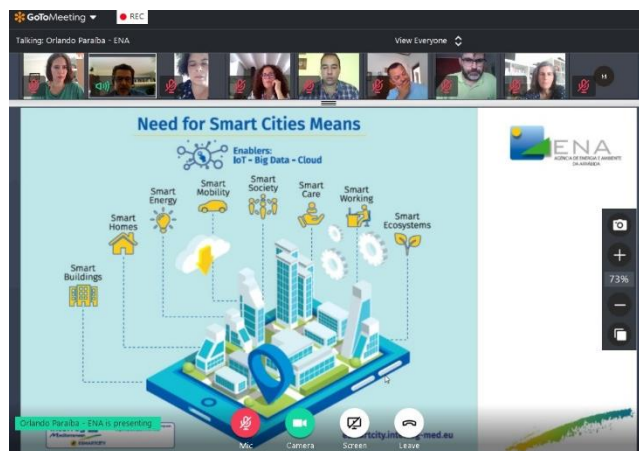 GoToMeeting
REC
Talking: Orlando Paraíba - ENA
View Everyone
Need for Smart Cities Means
Enablers:
IoT - Big Data - Cloud
Smart
Buildings
Smart
Homes
Smart
Energy
Smart
Mobility
Smart
Society
Smart
Care
Smart
Working
Smart
Ecosystems
ENA
AGÊNCIA DE ENERGIA E AMBIENTE
DA ARRÁBIDA
73%
Orlando Paraíba - ENA is presenting
Mic
Camera
Screen
Leave